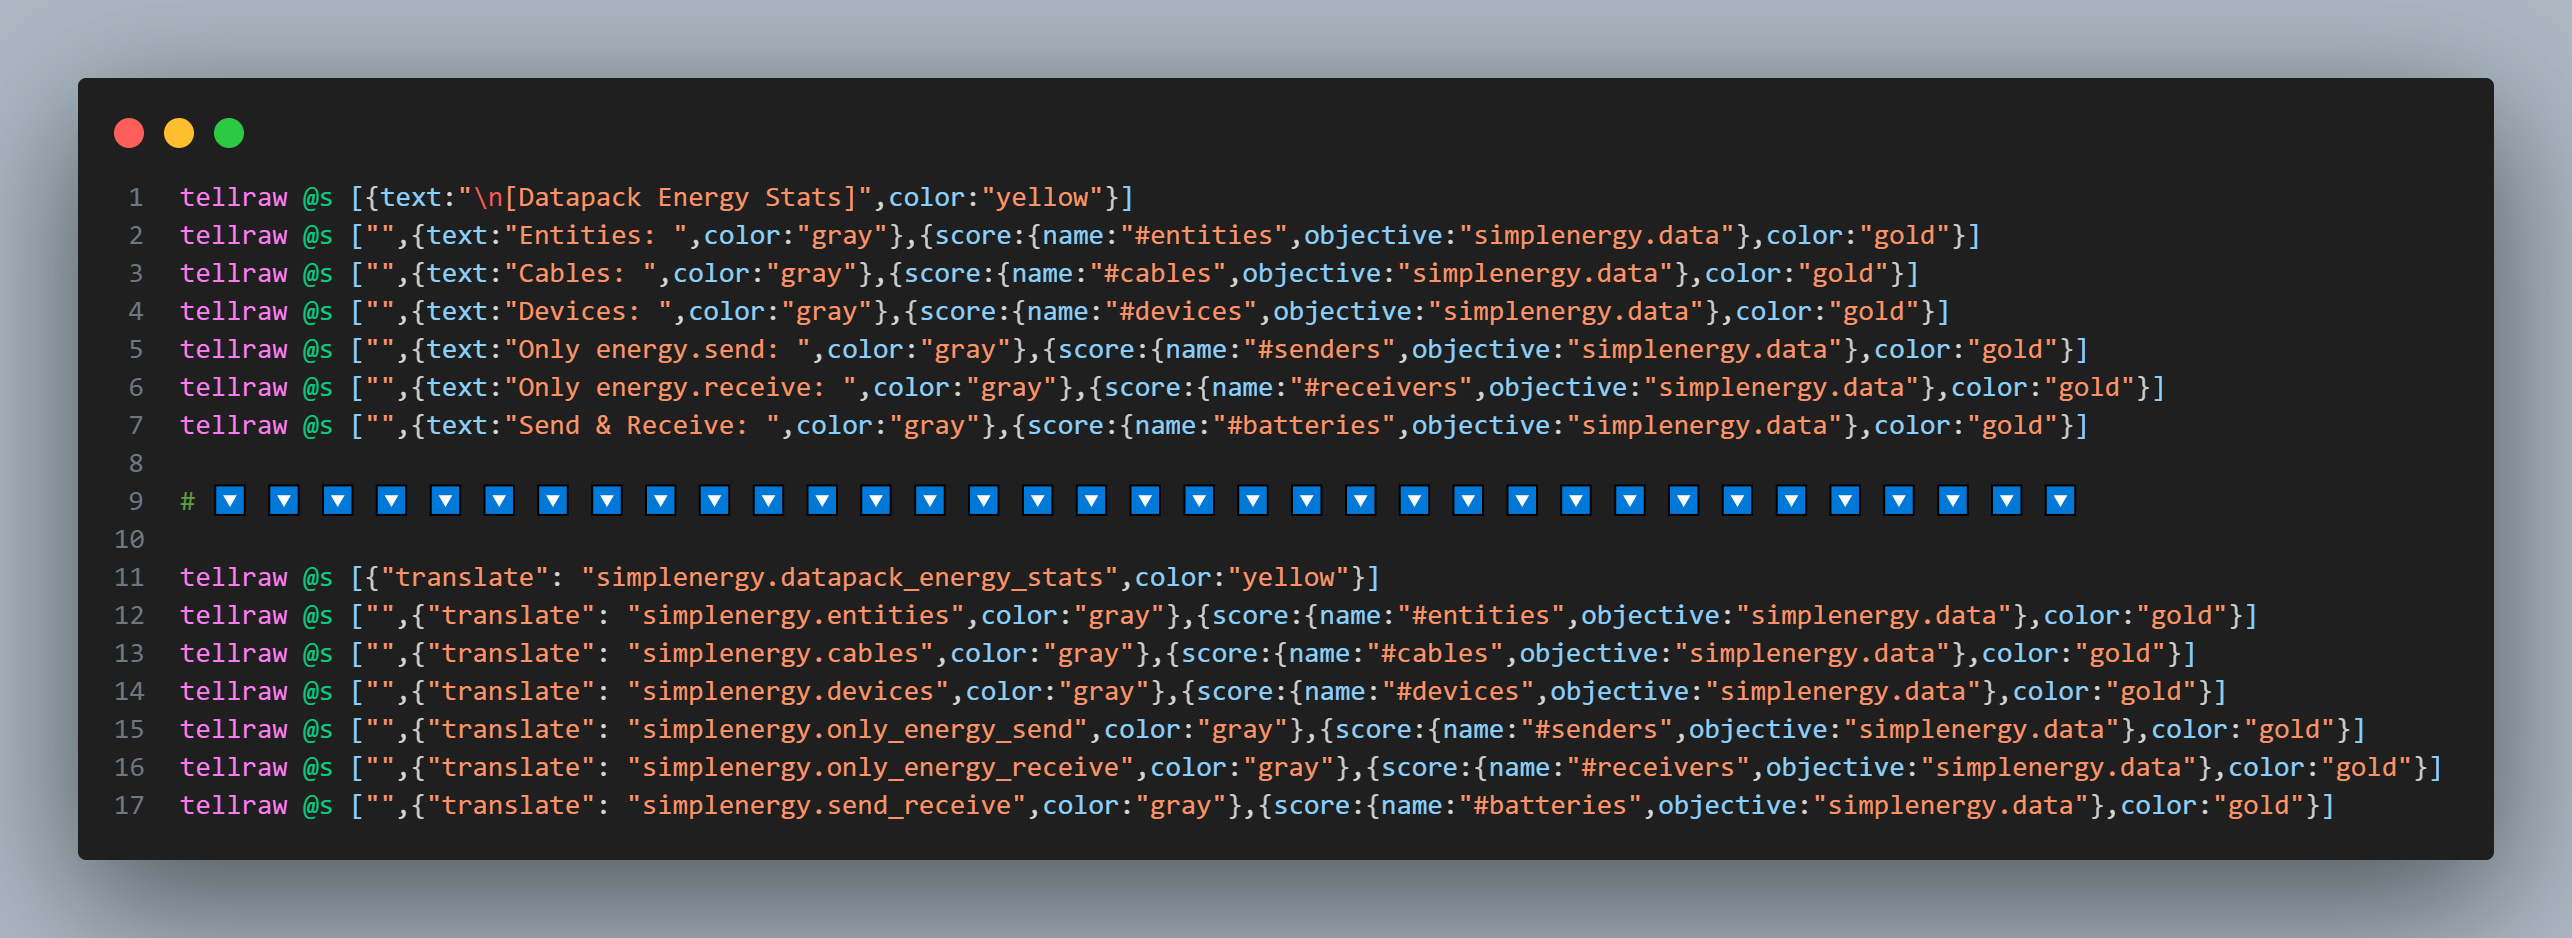 1 tellraw @s [{text:"\n[Datapack Energy Stats]",color:"yellow"}]
2 tellraw @s ["",{text:"Entities: ",color:"gray"},{score:{name:"#entities",objective:"simplenergy.data"},color:"gold"}]
3 tellraw @s ["",{text:"Cables: ",color:"gray"},{score:{name:"#cables",objective:"simplenergy.data"},color:"gold"}]
4 tellraw @s ["",{text:"Devices: ",color:"gray"},{score:{name:"#devices",objective:"simplenergy.data"},color:"gold"}]
5 tellraw @s ["",{text:"Only energy.send: ",color:"gray"},{score:{name:"#senders",objective:"simplenergy.data"},color:"gold"}]
6 tellraw @s ["",{text:"Only energy.receive: ",color:"gray"},{score:{name:"#receivers",objective:"simplenergy.data"},color:"gold"}]
7 tellraw @s ["",{text:"Send & Receive: ",color:"gray"},{score:{name:"#batteries",objective:"simplenergy.data"},color:"gold"}]
8
9 # 🔽 🔽 🔽 🔽 🔽 🔽 🔽 🔽 🔽 🔽 🔽 🔽 🔽 🔽 🔽 🔽 🔽 🔽 🔽 🔽 🔽 🔽 🔽 🔽 🔽 🔽 🔽 🔽 🔽 🔽 🔽 🔽 🔽 🔽 🔽
10
11 tellraw @s [{"translate": "simplenergy.datapack_energy_stats",color:"yellow"}]
12 tellraw @s ["",{"translate": "simplenergy.entities",color:"gray"},{score:{name:"#entities",objective:"simplenergy.data"},color:"gold"}]
13 tellraw @s ["",{"translate": "simplenergy.cables",color:"gray"},{score:{name:"#cables",objective:"simplenergy.data"},color:"gold"}]
14 tellraw @s ["",{"translate": "simplenergy.devices",color:"gray"},{score:{name:"#devices",objective:"simplenergy.data"},color:"gold"}]
15 tellraw @s ["",{"translate": "simplenergy.only_energy_send",color:"gray"},{score:{name:"#senders",objective:"simplenergy.data"},color:"gold"}]
16 tellraw @s ["",{"translate": "simplenergy.only_energy_receive",color:"gray"},{score:{name:"#receivers",objective:"simplenergy.data"},color:"gold"}]
17 tellraw @s ["",{"translate": "simplenergy.send_receive",color:"gray"},{score:{name:"#batteries",objective:"simplenergy.data"},color:"gold"}]